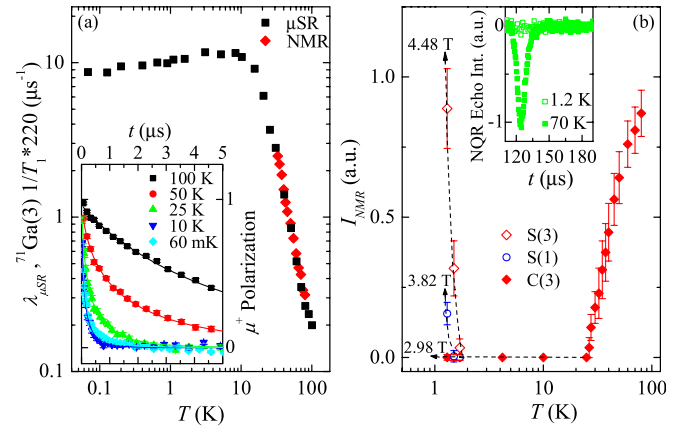 (a)
μSR
NMR
10
1
0.1
λμSR, 71Ga(3) 1/T1*220 (μs-1)
t (μs)
0 1 2 3 4 5
100 K
50 K
25 K
10 K
60 mK
1
0
μ+ Polarization
0.1 1 10 100
T (K)
(b)
4.48 T
3.82 T
2.98 T
1.0
0.5
0.0
INMR (a.u.)
NQR Echo Int. (a.u.)
0
-1
1.2 K
70 K
120 150 180
t (μs)
S(3)
S(1)
C(3)
1 10 100
T (K)